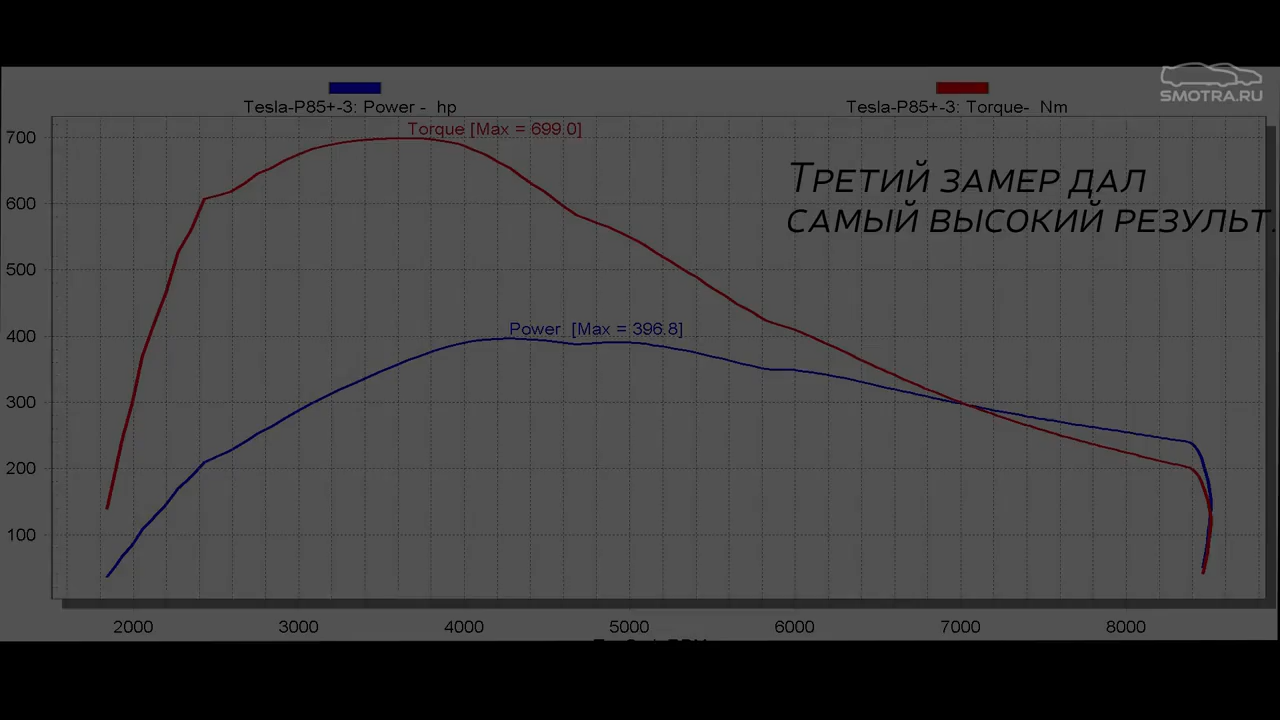 SMOTRA.RU
Tesla-P85+-3: Power - hp
Tesla-P85+-3: Torque- Nm
Torque [Max = 699.0]
700
ТРЕТИЙ ЗАМЕР ДАЛ
САМЫЙ ВЫСОКИЙ РЕЗУЛЬТ
600
500
Power [Max = 396.8]
400
300
200
100
2000 3000 4000 5000 6000 7000 8000